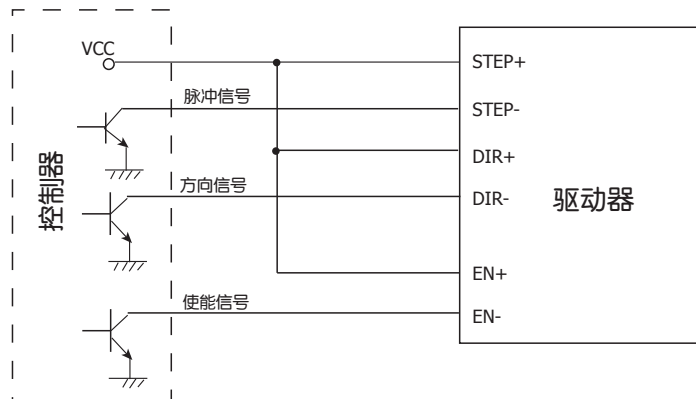 VCC
STEP+
脉冲信号
STEP-
DIR+
控制器
方向信号
DIR-
驱动器
EN+
使能信号
EN-